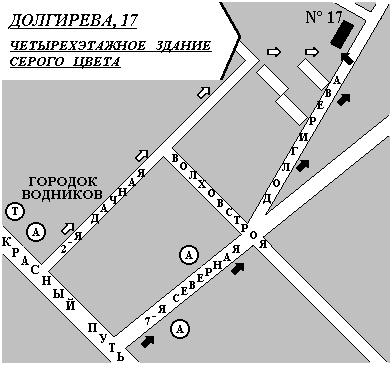 ДОЛГИРЕВА, 17
ЧЕТЫРЕХЭТАЖНОЕ ЗДАНИЕ
СЕРОГО ЦВЕТА
N° 17
ДОЛГИРЕВА
ВОЛХОВСТРОЯ
ГОРОДОК
ВОДНИКОВ
2-Я ДАЧНАЯ
Т
А
А
7-Я СЕВЕРНАЯ
А
КРАСНЫЙ ПУТЬ